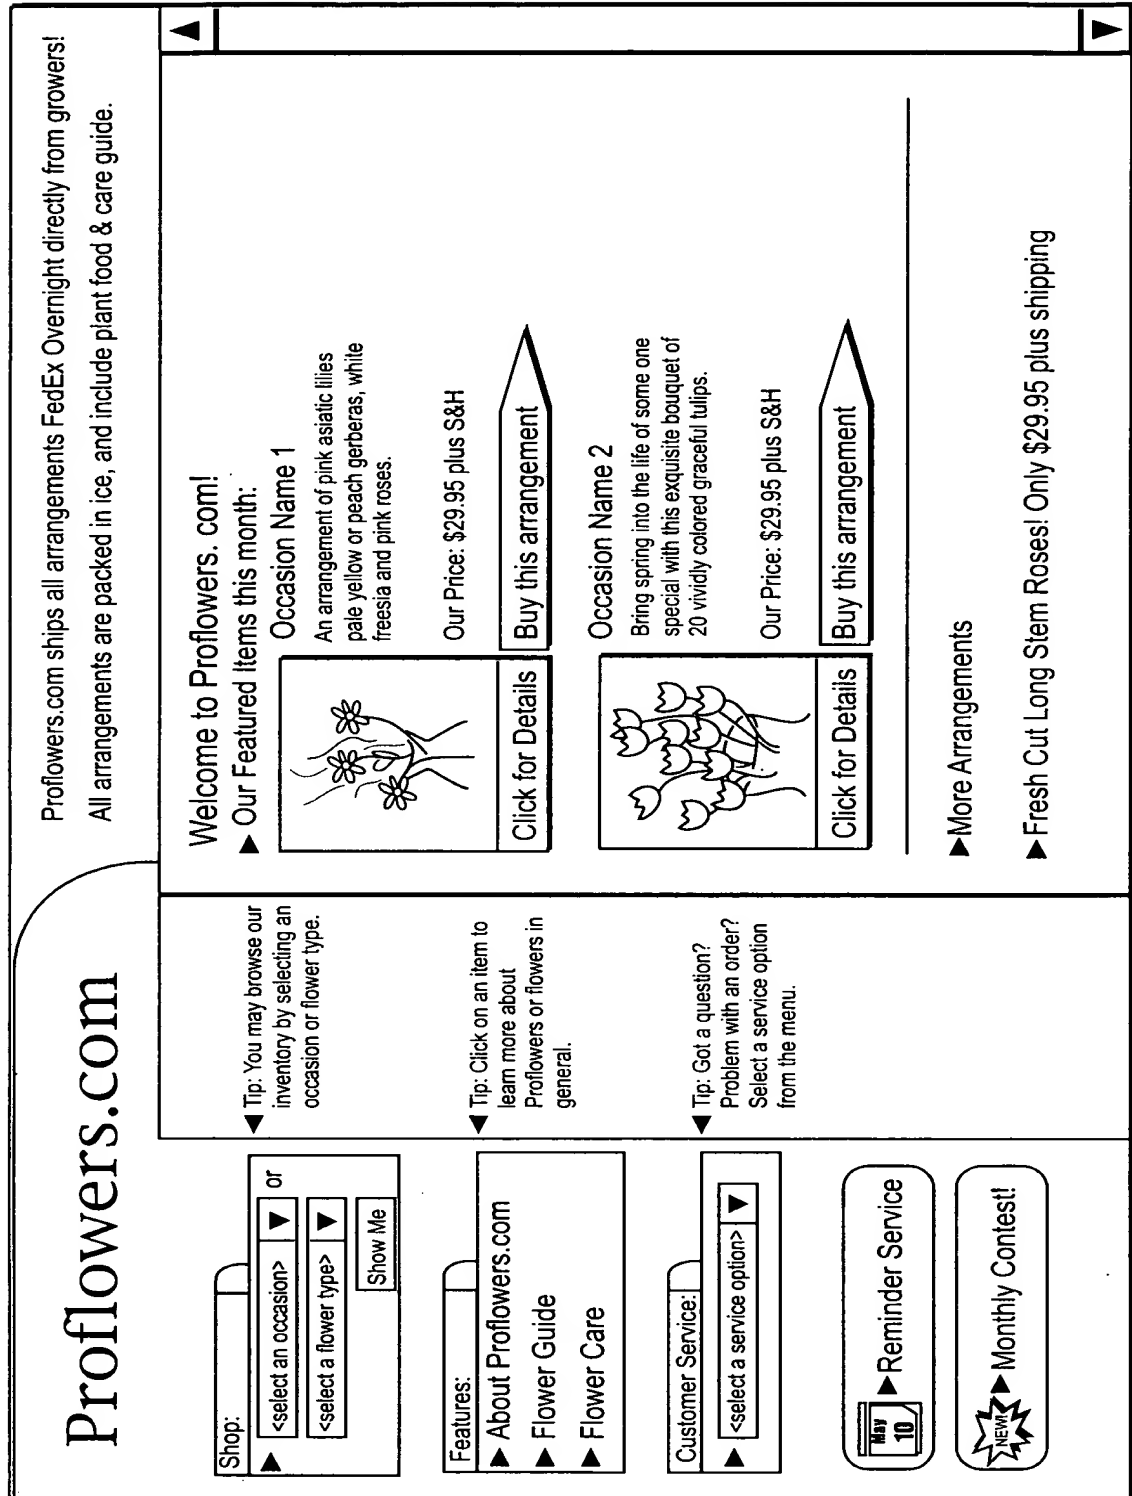 Proflowers.com
Proflowers.com ships all arrangements FedEx Overnight directly from growers!
All arrangements are packed in ice, and include plant food & care guide.
Shop:
<select an occasion>
or
<select a flower type>
Show Me
Tip: You may browse our
inventory by selecting an
occasion or flower type.
Features:
About Proflowers.com
Flower Guide
Flower Care
Tip: Click on an item to
learn more about
Proflowers or flowers in
general.
Customer Service:
<select a service option>
Tip: Got a question?
Problem with an order?
Select a service option
from the menu.
May
10
Reminder Service
NEW!
Monthly Contest!
Welcome to Proflowers. com!
Our Featured Items this month:
Occasion Name 1
An arrangement of pink asiatic lilies
pale yellow or peach gerberas, white
freesia and pink roses.
Our Price: $29.95 plus S&H
Click for Details
Buy this arrangement
Occasion Name 2
Bring spring into the life of some one
special with this exquisite bouquet of
20 vividly colored graceful tulips.
Our Price: $29.95 plus S&H
Click for Details
Buy this arrangement
More Arrangements
Fresh Cut Long Stem Roses! Only $29.95 plus shipping